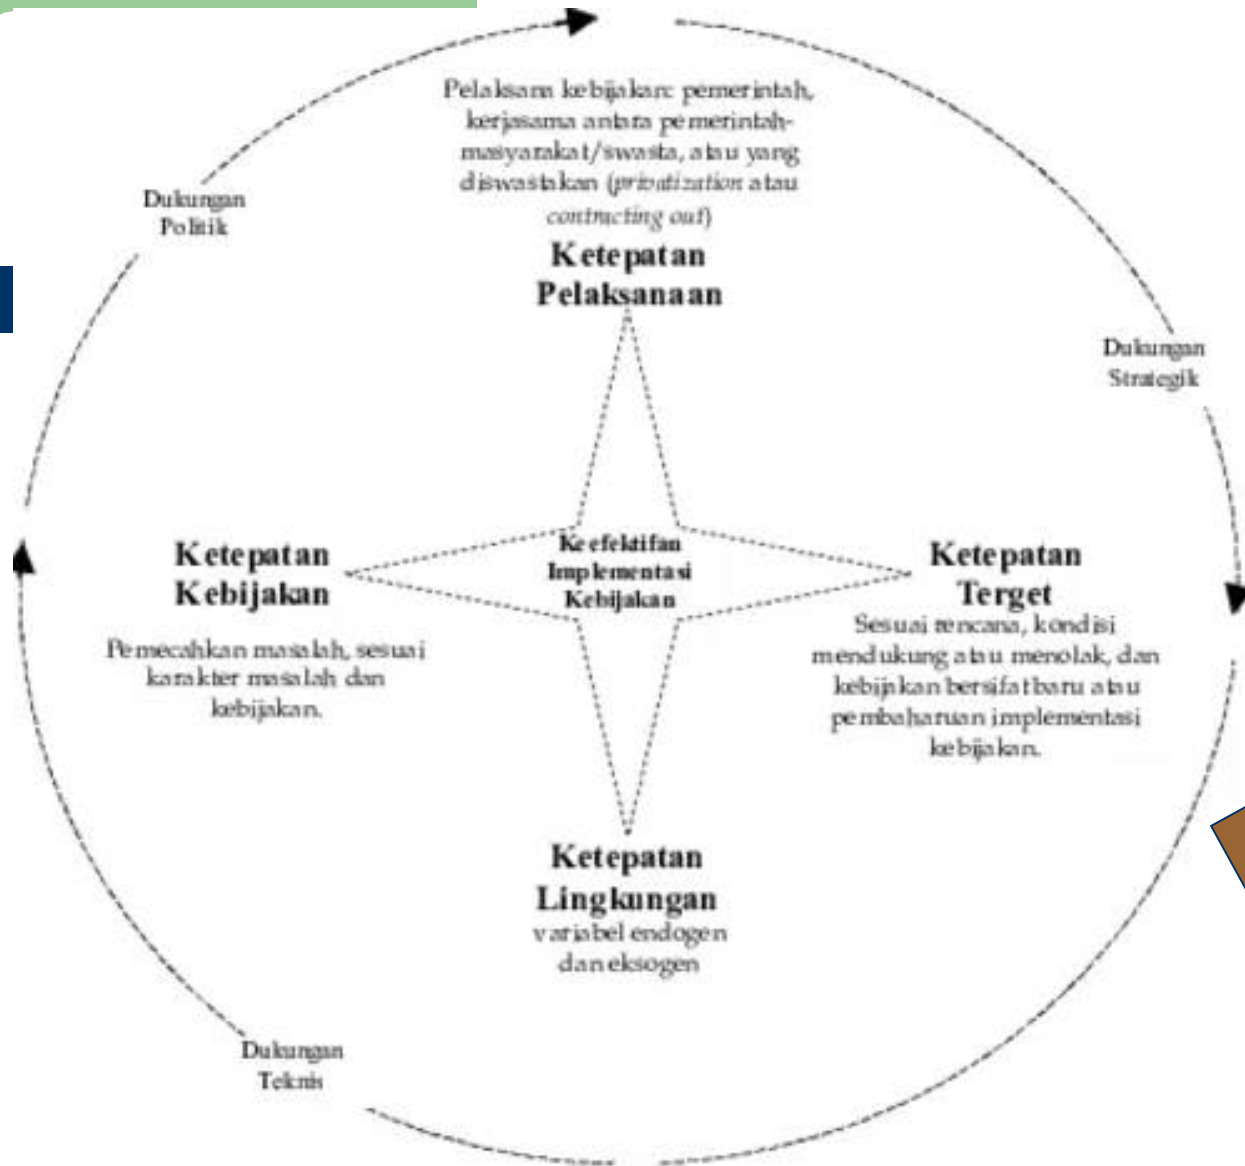 Pelaksana kebijakan: pemerintah,
kerjasama antara pemerintah-
masyarakat/swasta, atau yang
diswastakan (privatization atau
contracting out)
Ketepatan
Pelaksanaan
Dukungan
Politik
Dukungan
Strategik
Ketepatan
Kebijakan
Pemecahkan masalah, sesuai
karakter masalah dan
kebijakan.
Keefektifan
Implementasi
Kebijakan
Ketepatan
Terget
Sesuai rencana, kondisi
mendukung atau menolak, dan
kebijakan bersifat baru atau
pembaharuan implementasi
kebijakan.
Ketepatan
Lingkungan
variabel endogen
dan eksogen
Dukungan
Teknis